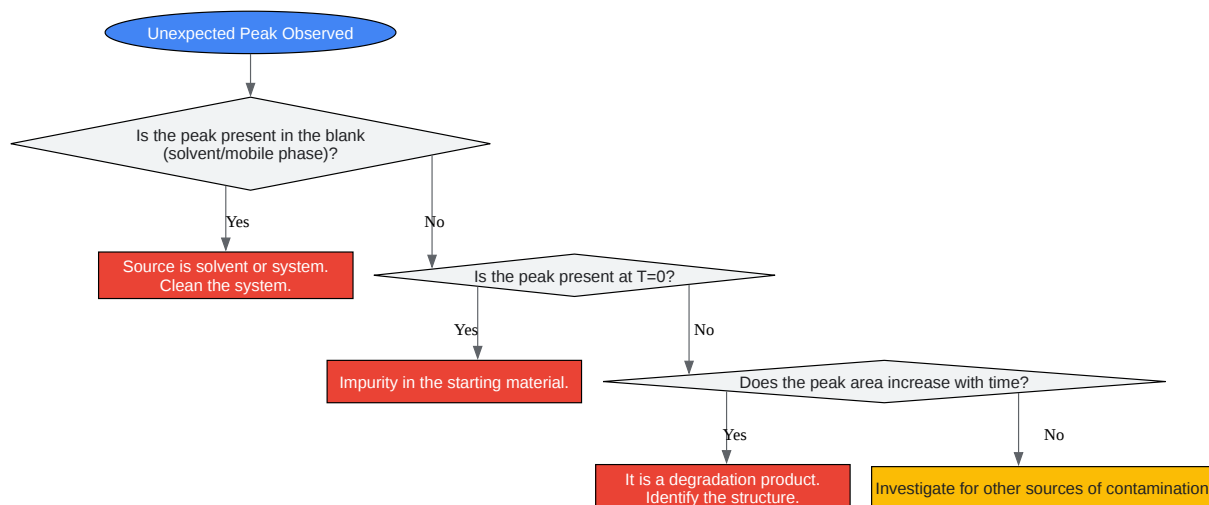 Unexpected Peak Observed
Is the peak present in the blank
(solvent/mobile phase)?
Yes
No
Source is solvent or system.
Clean the system.
Is the peak present at T=0?
Yes
No
Impurity in the starting material.
Does the peak area increase with time?
Yes
No
It is a degradation product.
Identify the structure.
Investigate for other sources of contamination